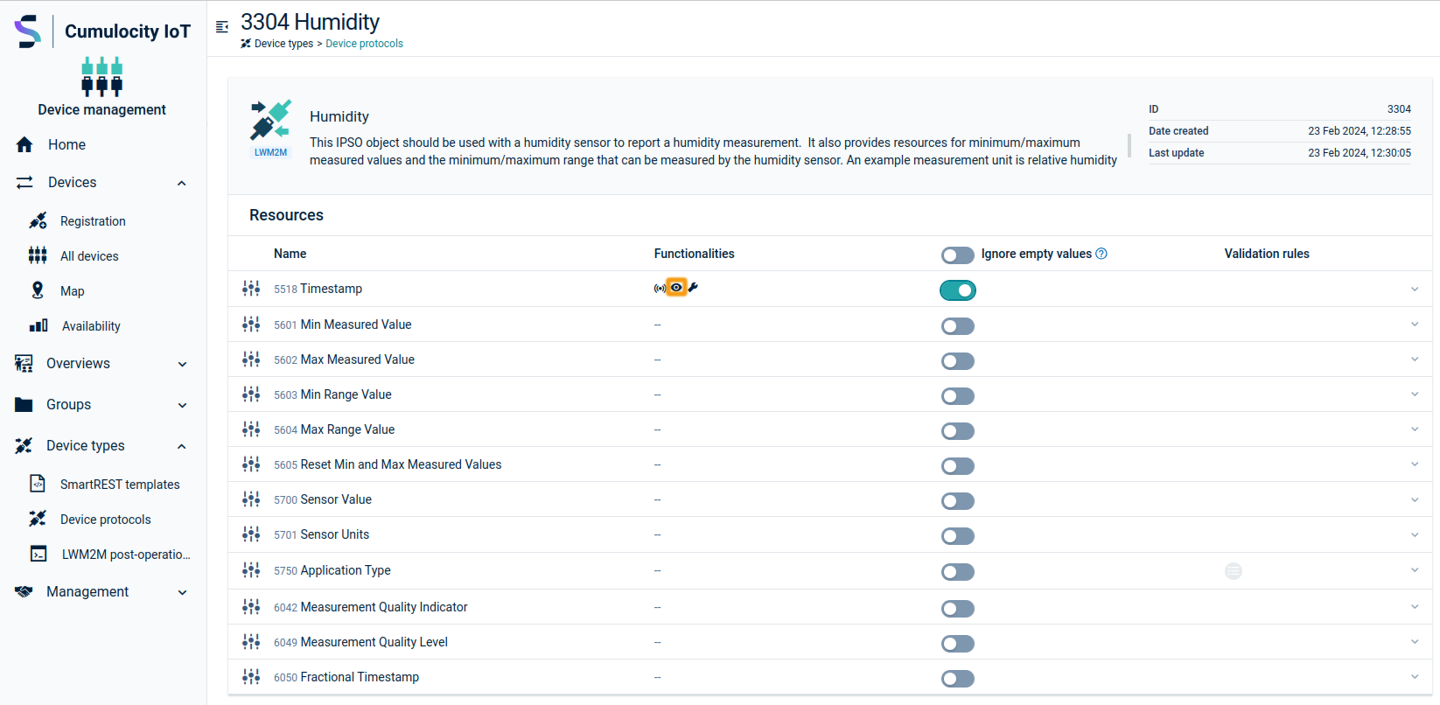 Cumulocity IoT
Device management
Home
Devices
Registration
All devices
Map
Availability
Overviews
Groups
Device types
SmartREST templates
Device protocols
LWM2M post-operatio...
Management
3304 Humidity
Device types > Device protocols
LWM2M
Humidity
This IPSO object should be used with a humidity sensor to report a humidity measurement.  It also provides resources for minimum/maximum
measured values and the minimum/maximum range that can be measured by the humidity sensor. An example measurement unit is relative humidity
ID 3304
Date created 23 Feb 2024, 12:28:55
Last update 23 Feb 2024, 12:30:05
Resources
Name Functionalities Ignore empty values Validation rules
5518 Timestamp
5601 Min Measured Value --
5602 Max Measured Value --
5603 Min Range Value --
5604 Max Range Value --
5605 Reset Min and Max Measured Values --
5700 Sensor Value --
5701 Sensor Units --
5750 Application Type --
6042 Measurement Quality Indicator --
6049 Measurement Quality Level --
6050 Fractional Timestamp --